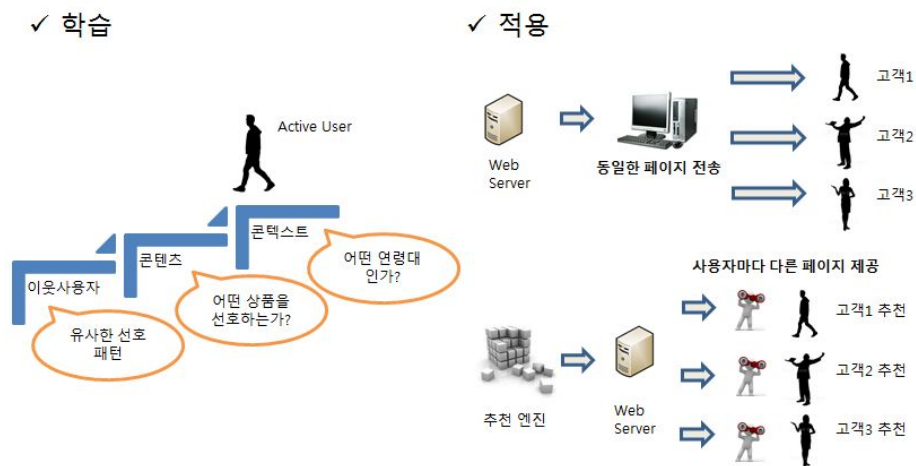 ✓ 학습
Active User
콘텍스트
콘텐츠
이웃사용자
어떤 연령대
인가?
어떤 상품을
선호하는가?
유사한 선호
패턴
✓ 적용
Web
Server
동일한 페이지 전송
고객1
고객2
고객3
사용자마다 다른 페이지 제공
추천 엔진
Web
Server
고객1 추천
고객2 추천
고객3 추천